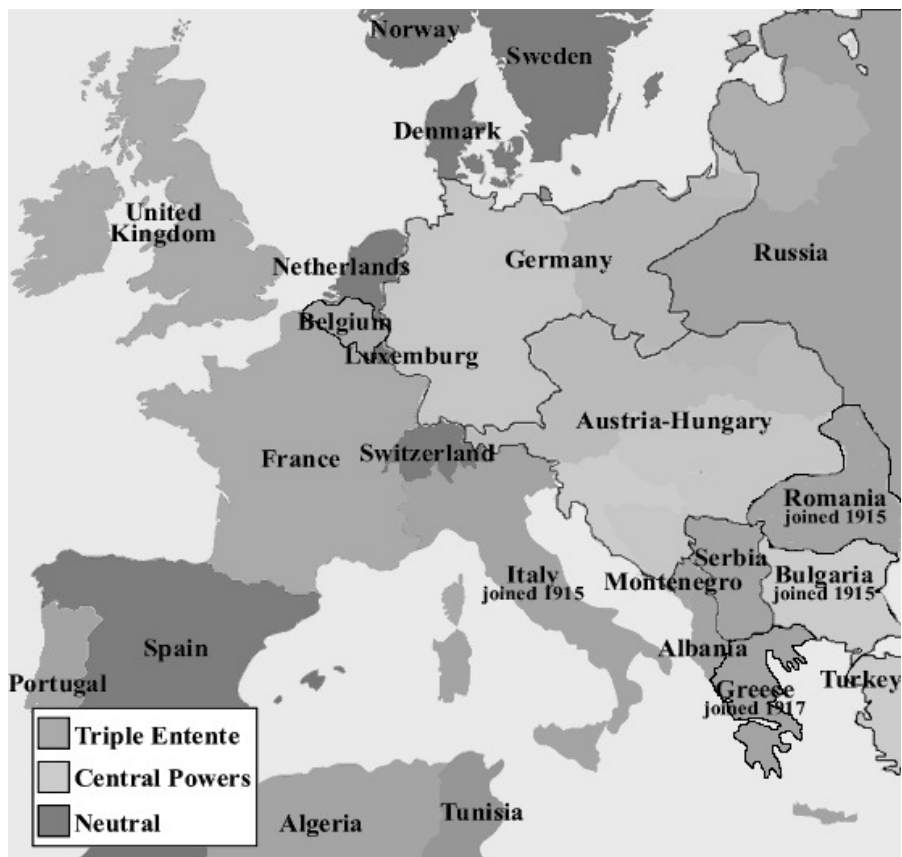 Norway
Sweden
Denmark
United
Kingdom
Netherlands
Germany
Russia
Belgium
Luxemburg
Austria-Hungary
France
Switzerland
Romania
joined 1915
Serbia
Italy
joined 1915
Montenegro
Bulgaria
joined 1915
Spain
Albania
Portugal
Greece
joined 1917
Turkey
Triple Entente
Central Powers
Neutral
Algeria
Tunisia